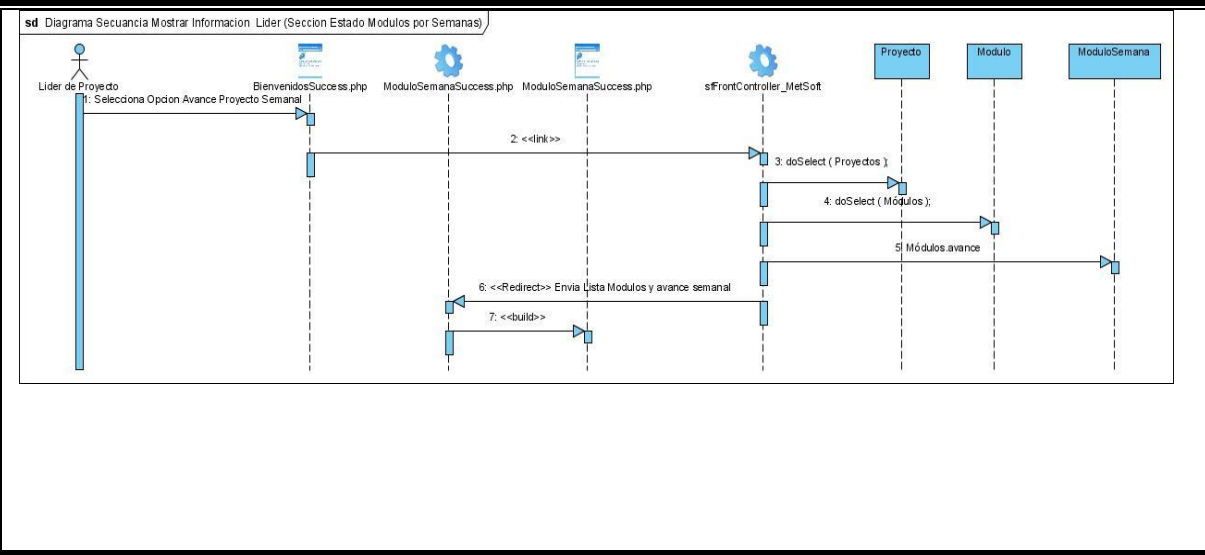 sd Diagrama Secuancia Mostrar Informacion Lider (Seccion Estado Modulos por Semanas)
Lider de Proyecto
BienvenidosSuccess.php
ModuloSemanaSuccess.php
ModuloSemanaSuccess.php
sfFrontController_MetSoft
Proyecto
Modulo
ModuloSemana
1: Selecciona Opcion Avance Proyecto Semanal
2: <<link>>
3: doSelect ( Proyectos );
4: doSelect ( Módulos );
5: Módulos.avance
6: <<Redirect>> Envia Lista Modulos y avance semanal
7: <<build>>